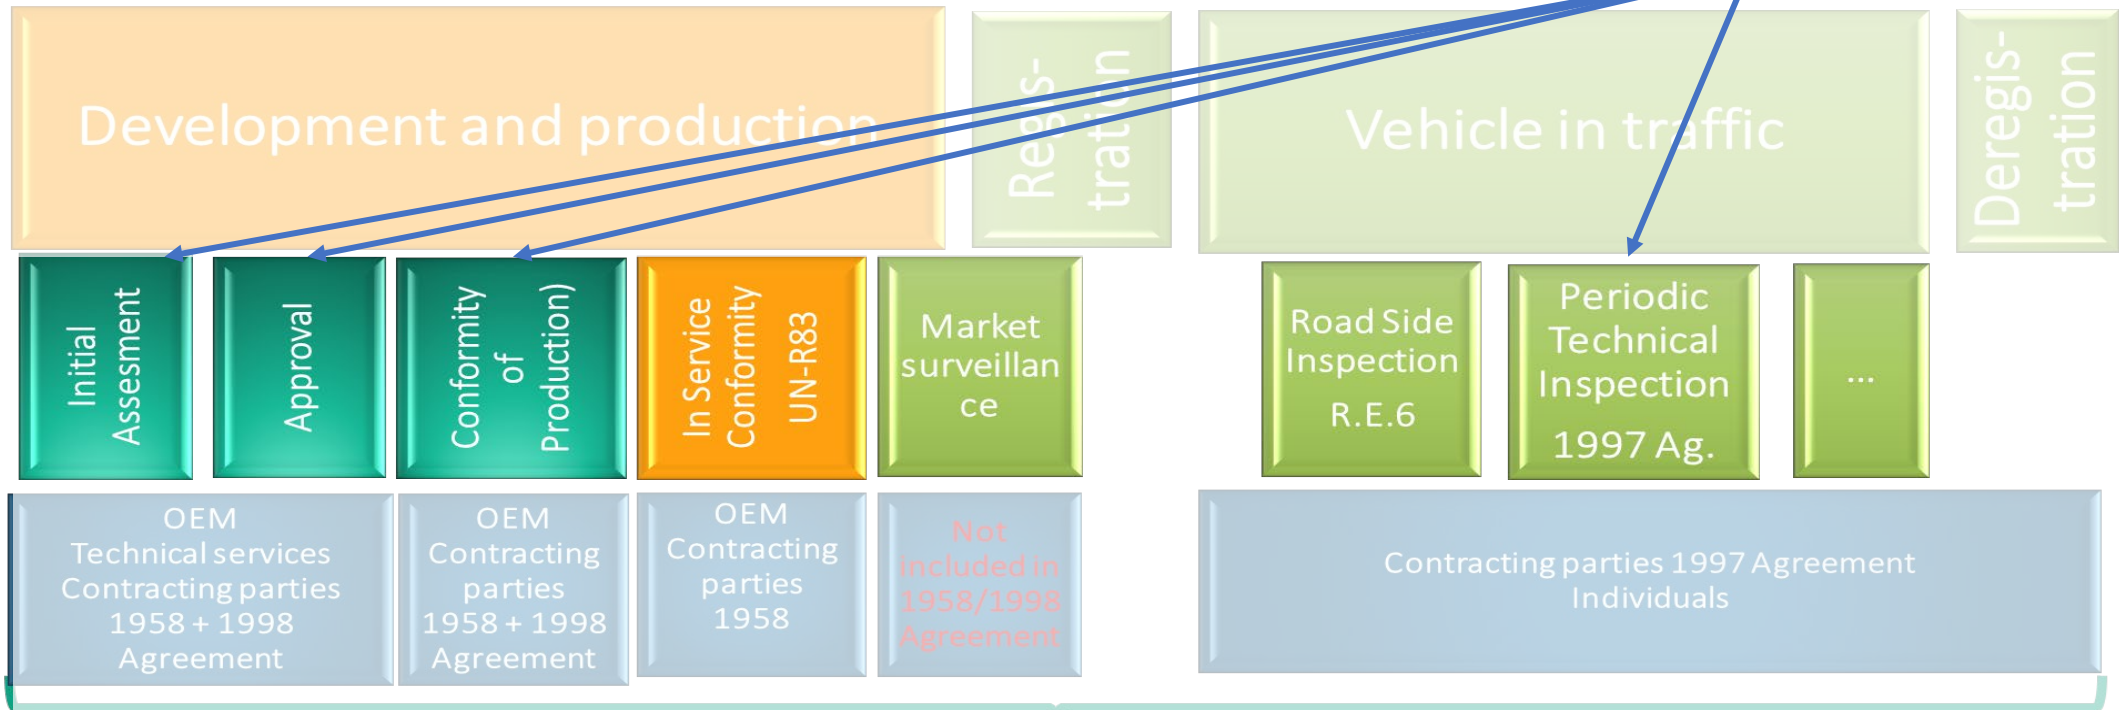 Development and production
Regis-
tration
Vehicle in traffic
Deregis-
tration
Initial
Assesment
Approval
Conformity
of
Production)
In Service
Conformity
UN-R83
Market
surveillan
ce
Road Side
Inspection
R.E.6
Periodic
Technical
Inspection
1997 Ag.
...
OEM
Technical services
Contracting parties
1958 + 1998
Agreement
OEM
Contracting
parties
1958 + 1998
Agreement
OEM
Contracting
parties
1958
Not
included in
1958/1998
Agreement
Contracting parties 1997 Agreement
Individuals